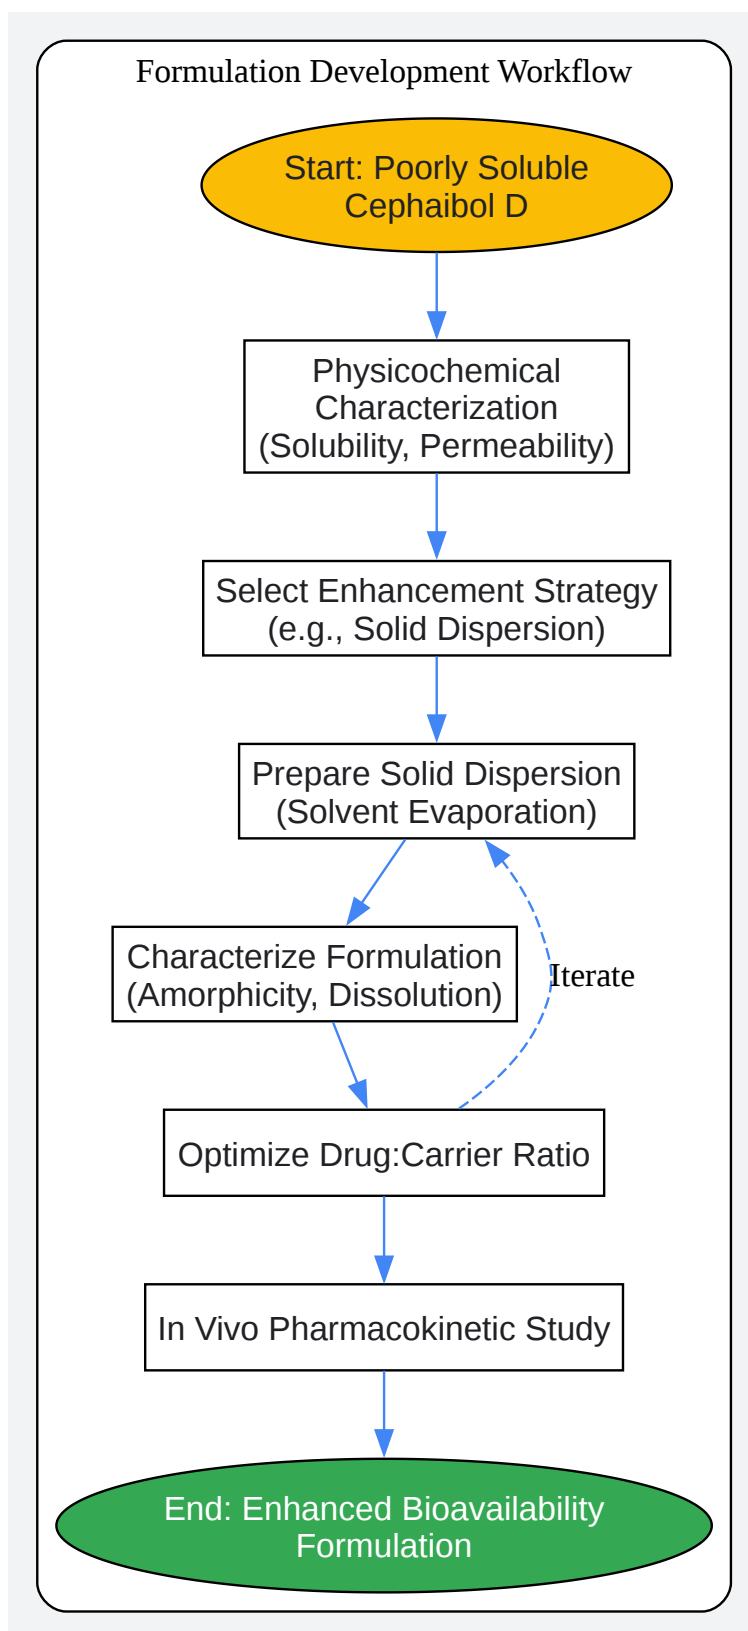 Formulation Development Workflow
Start: Poorly Soluble
Cephaibol D
Physicochemical
Characterization
(Solubility, Permeability)
Select Enhancement Strategy
(e.g., Solid Dispersion)
Prepare Solid Dispersion
(Solvent Evaporation)
Characterize Formulation
(Amorphicity, Dissolution)
Iterate
Optimize Drug:Carrier Ratio
In Vivo Pharmacokinetic Study
End: Enhanced Bioavailability
Formulation